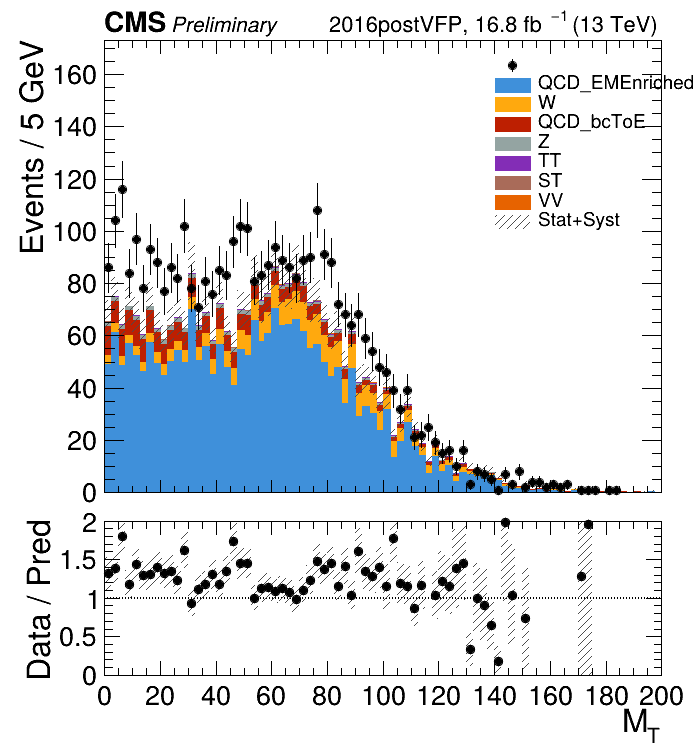 CMS Preliminary 2016postVFP, 16.8 fb⁻¹ (13 TeV)
Events / 5 GeV
160
140
120
100
80
60
40
20
0
QCD_EMEnriched
W
QCD_bcToE
Z
TT
ST
VV
Stat+Syst
Data / Pred
2
1.5
1
0.5
0
0 20 40 60 80 100 120 140 160 180 200
M_T